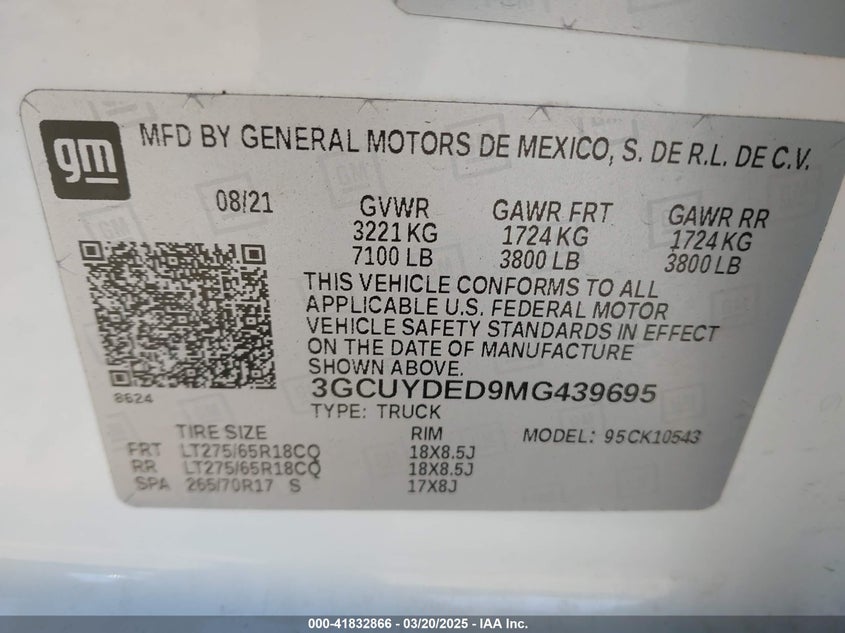 gm
MFD BY GENERAL MOTORS DE MEXICO, S. DE R.L. DE C.V.
08/21
GVWR GAWR FRT GAWR RR
3221 KG 1724 KG 1724 KG
7100 LB 3800 LB 3800 LB
THIS VEHICLE CONFORMS TO ALL
APPLICABLE U.S. FEDERAL MOTOR
VEHICLE SAFETY STANDARDS IN EFFECT
ON THE DATE OF MANUFACTURE
SHOWN ABOVE.
8624
3GCUYDED9MG439695
TYPE: TRUCK
TIRE SIZE RIM MODEL: 95CK10543
FRT LT275/65R18CQ 18X8.5J
RR LT275/65R18CQ 18X8.5J
SPA 265/70R17 S 17X8J
000-41832866 / 03/20/2025 - IAA Inc.